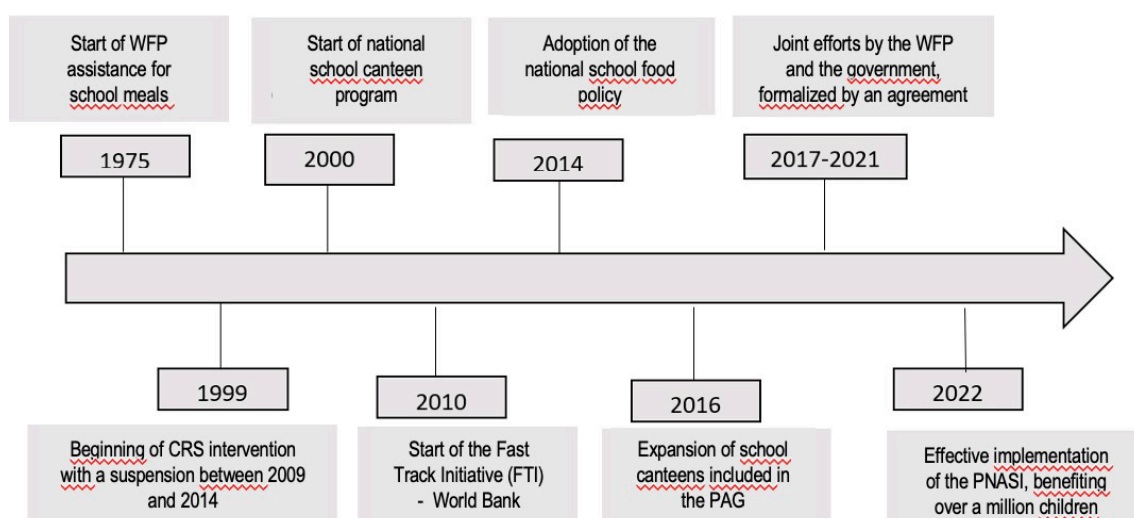 Start of WFP
assistance for
school meals
Start of national
school canteen
program
Adoption of the
national school food
policy
Joint efforts by the WFP
and the government,
formalized by an agreement
1975
2000
2014
2017-2021
1999
2010
2016
2022
Beginning of CRS intervention
with a suspension between 2009
and 2014
Start of the Fast
Track Initiative (FTI)
- World Bank
Expansion of school
canteens included in
the PAG
Effective implementation
of the PNASI, benefiting
over a million children